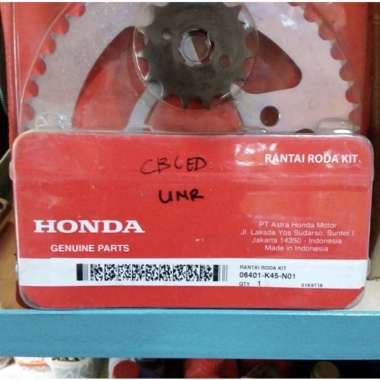 RANTAI RODA KIT
CBCED
UNR
HONDA
GENUINE PARTS
PT Astra Honda Motor
Jl. Laksda Yos Sudarso, Sunter I
Jakarta 14350 - Indonesia
Made in Indonesia
RANTAI RODA KIT
06401-K45-N01
QTY 1